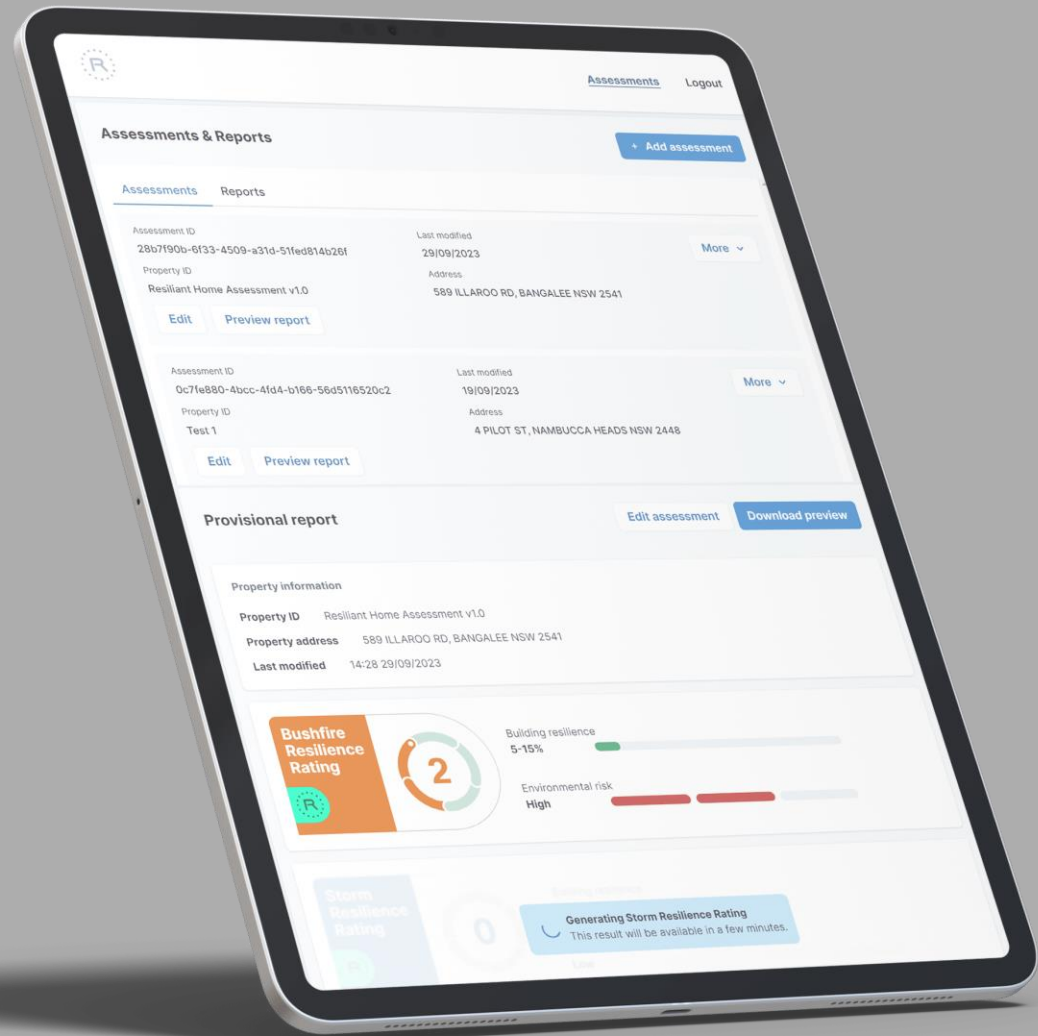 R
Assessments Logout
Assessments & Reports
+ Add assessment
Assessments Reports
Assessment ID
28b7f90b-6f33-4509-a31d-51fed814b26f
Last modified
29/09/2023
More
Property ID
Resiliant Home Assessment v1.0
Address
589 ILLAROO RD, BANGALEE NSW 2541
Edit Preview report
Assessment ID
0c7fe880-4bcc-4fd4-b166-56d5116520c2
Last modified
19/09/2023
More
Property ID
Test 1
Address
4 PILOT ST, NAMBUCCA HEADS NSW 2448
Edit Preview report
Provisional report
Edit assessment
Download preview
Property information
Property ID Resiliant Home Assessment v1.0
Property address 589 ILLAROO RD, BANGALEE NSW 2541
Last modified 14:28 29/09/2023
Bushfire
Resilience
Rating
R
2
Building resilience
5-15%
Environmental risk
High
Storm
Resilience
Rating
R
0
Generating Storm Resilience Rating
This result will be available in a few minutes.
Low